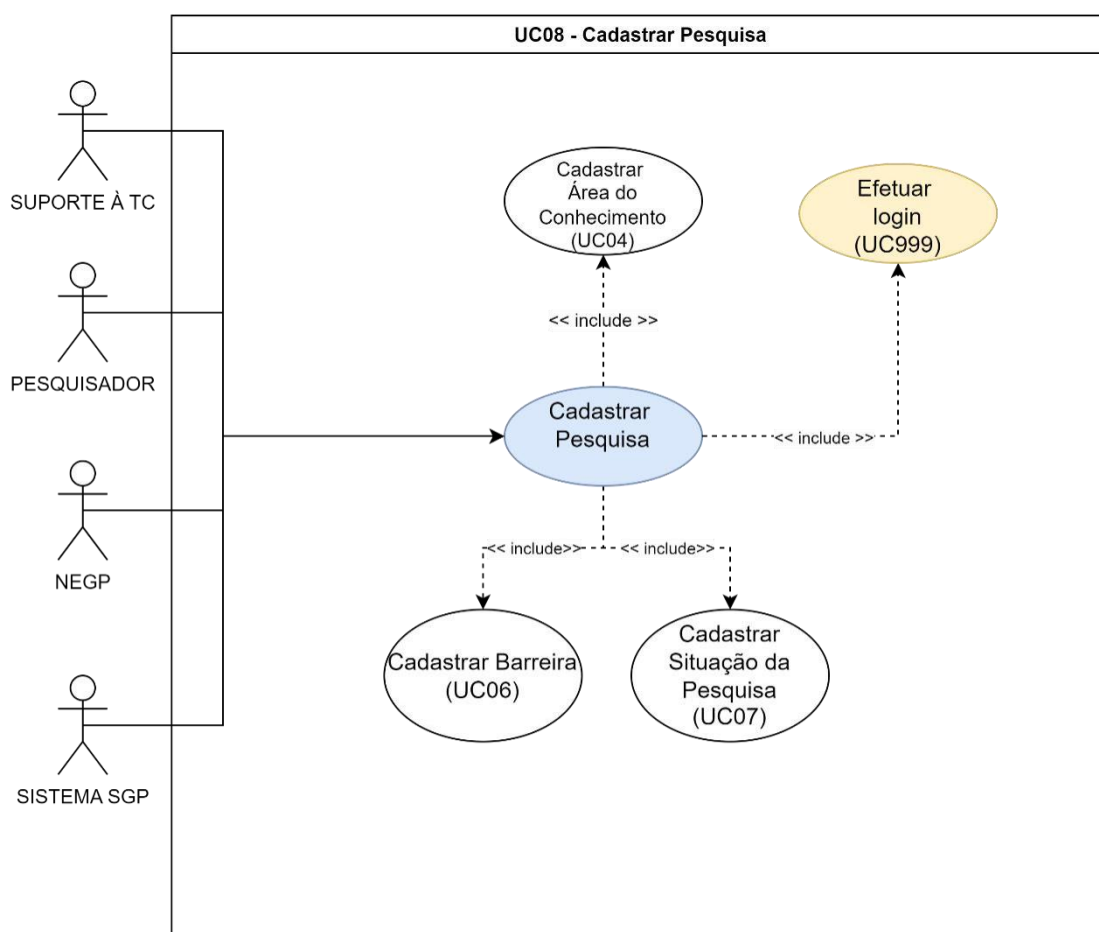 UC08 - Cadastrar Pesquisa
SUPORTE À TC
PESQUISADOR
NEGP
SISTEMA SGP
Cadastrar
Área do
Conhecimento
(UC04)
Efetuar
login
(UC999)
<< include >>
Cadastrar
Pesquisa
<< include >>
<< include>>
<< include>>
Cadastrar Barreira
(UC06)
Cadastrar
Situação da
Pesquisa
(UC07)